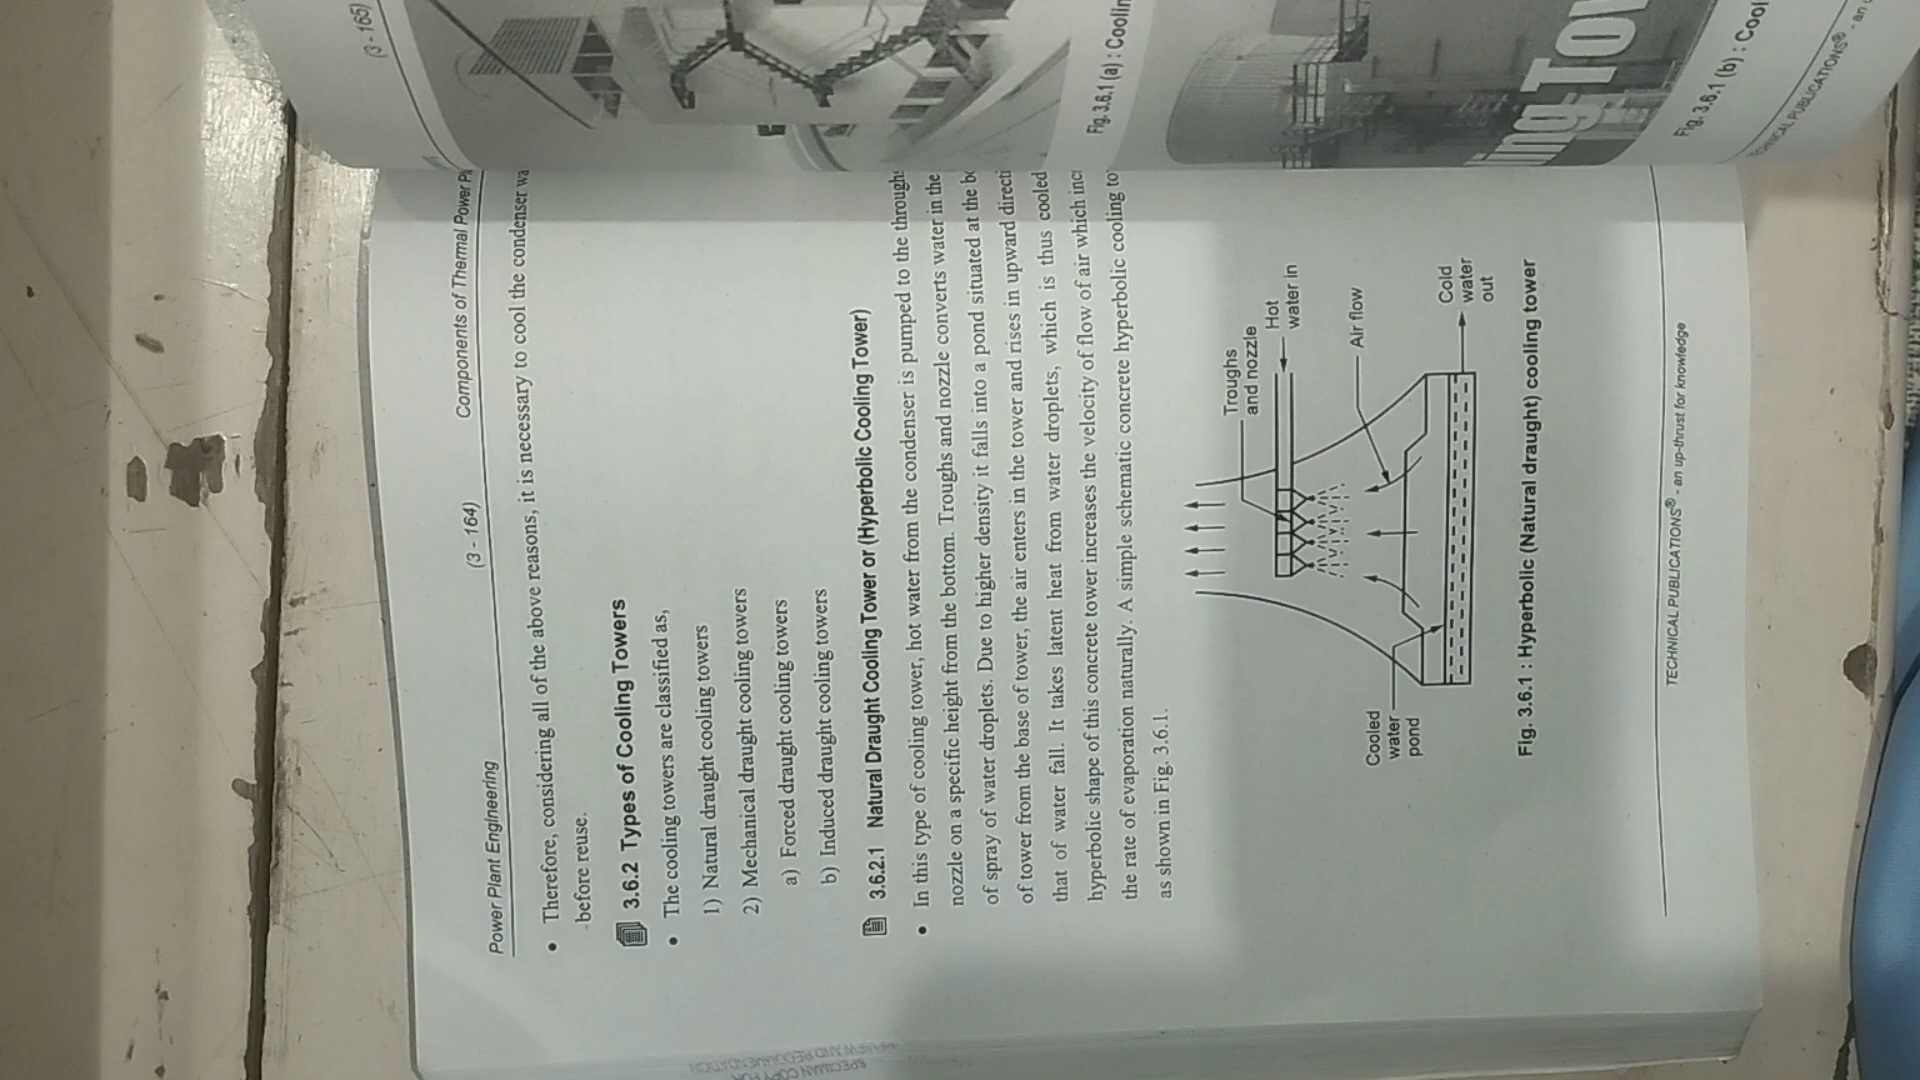 Power Plant Engineering (3 - 164) Components of Thermal Power
• Therefore, considering all of the above reasons, it is necessary to cool the condenser
before reuse.
3.6.2 Types of Cooling Towers
• The cooling towers are classified as,
1) Natural draught cooling towers
2) Mechanical draught cooling towers
a) Forced draught cooling towers
b) Induced draught cooling towers
3.6.2.1 Natural Draught Cooling Tower or (Hyperbolic Cooling Tower)
• In this type of cooling tower, hot water from the condenser is pumped to the
nozzle on a specific height from the bottom. Troughs and nozzle converts water in the
of spray of water droplets. Due to higher density it falls into a pond situated at the
of tower from the base of tower, the air enters in the tower and rises in upward
that of water fall. It takes latent heat from water droplets, which is thus cooled
hyperbolic shape of this concrete tower increases the velocity of flow of air which
the rate of evaporation naturally. A simple schematic concrete hyperbolic cooling
as shown in Fig. 3.6.1.
Troughs
and nozzle
Hot
water in
Air flow
Cold
water
out
Cooled
water
pond
Fig. 3.6.1 : Hyperbolic (Natural draught) cooling tower
TECHNICAL PUBLICATIONS® - an up-thrust for knowledge
(3 - 165)
Fig. 3.6.1 (a) :
Fig. 3.6.1 (b) :
PUBLICATIONS® - an
SPECIMAN COPY FOR
REVIEW AND RECOMMENDATION